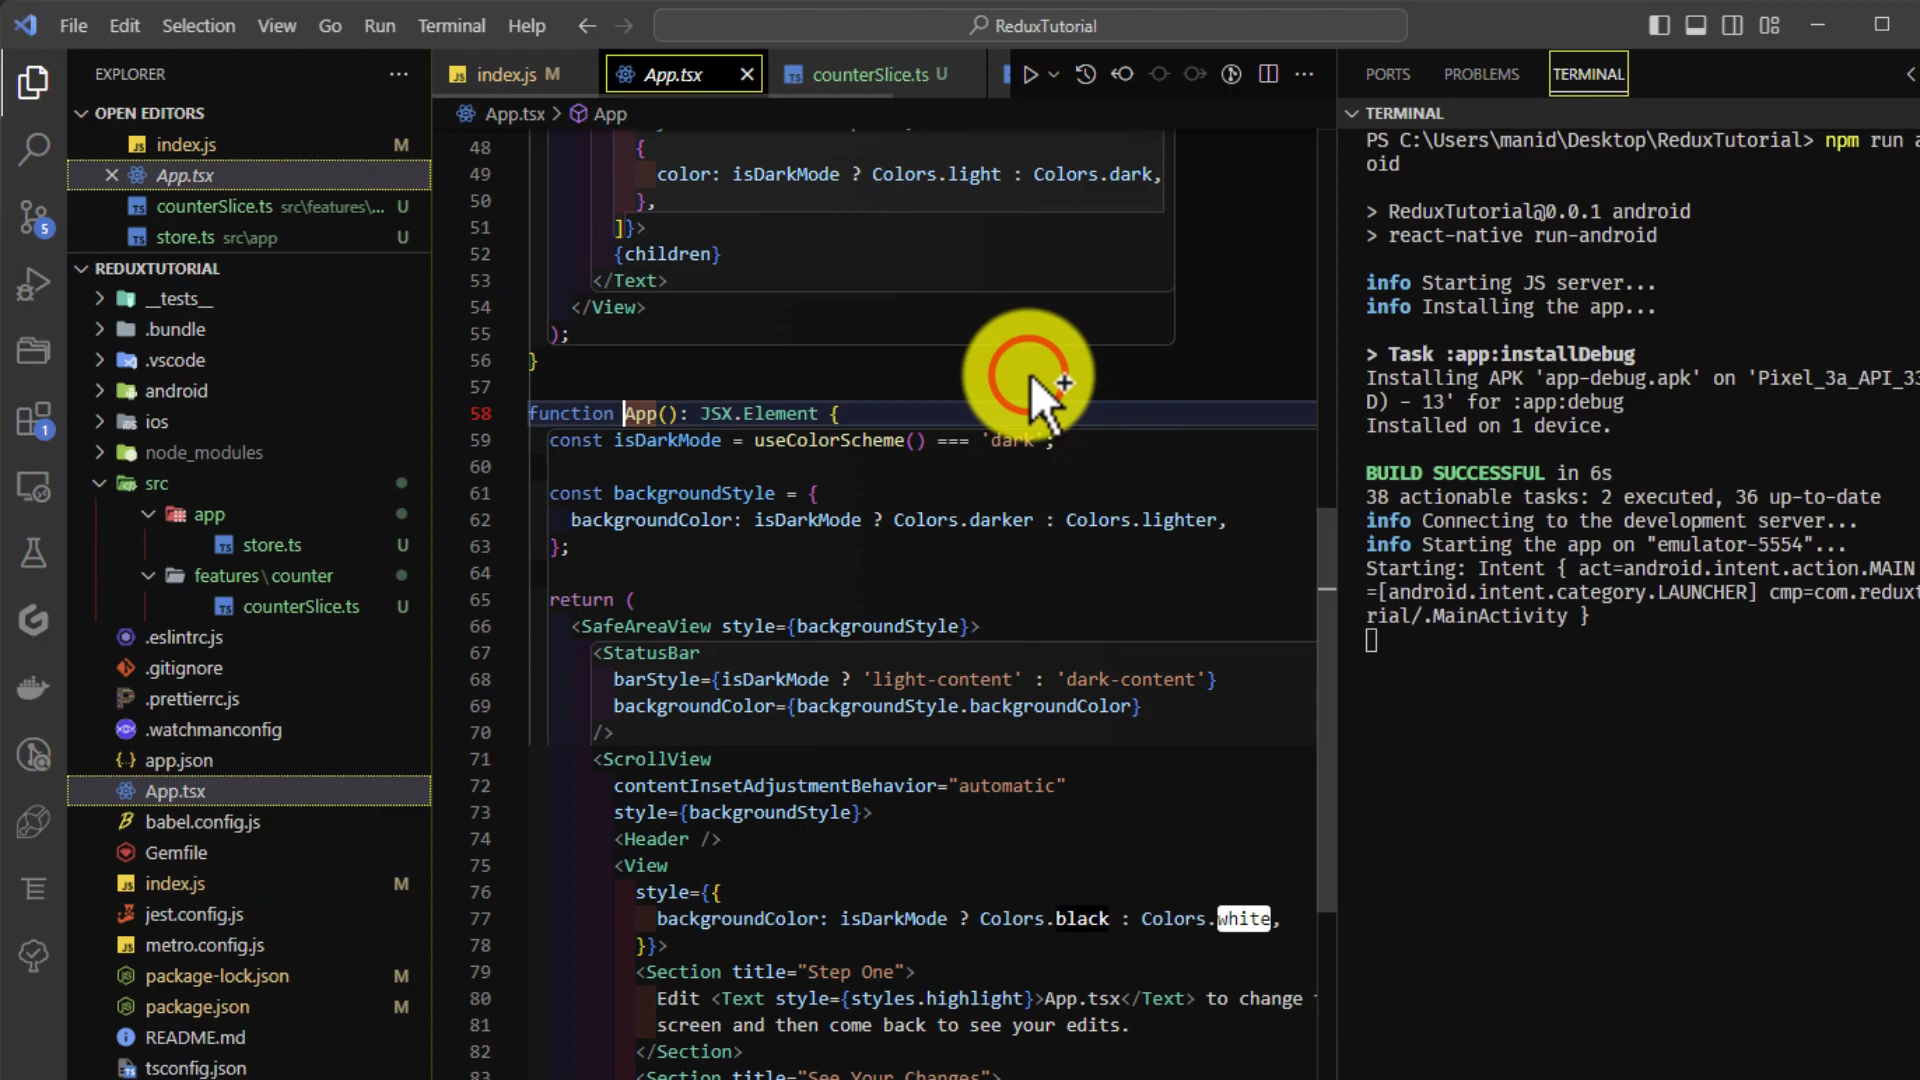 File Edit Selection View Go Run Terminal Help
ReduxTutorial
EXPLORER
OPEN EDITORS
index.js M
App.tsx
counterSlice.ts src\features\... U
store.ts src\app U
REDUXTUTORIAL
__tests__
.bundle
.vscode
android
ios
node_modules
src
app
store.ts U
features\counter
counterSlice.ts U
.eslintrc.js
.gitignore
.prettierrc.js
.watchmanconfig
app.json
App.tsx
babel.config.js
Gemfile
index.js M
jest.config.js
metro.config.js
package-lock.json M
package.json M
README.md
tsconfig.json
5
1
index.js M App.tsx counterSlice.ts U
App.tsx > App
48 {
49 color: isDarkMode ? Colors.light : Colors.dark,
50 },
51 ]}>
52 {children}
53 </Text>
54 </View>
55 );
56 }
57
58 function App(): JSX.Element {
59 const isDarkMode = useColorScheme() === 'dark';
60
61 const backgroundStyle = {
62 backgroundColor: isDarkMode ? Colors.darker : Colors.lighter,
63 };
64
65 return (
66 <SafeAreaView style={backgroundStyle}>
67 <StatusBar
68 barStyle={isDarkMode ? 'light-content' : 'dark-content'}
69 backgroundColor={backgroundStyle.backgroundColor}
70 />
71 <ScrollView
72 contentInsetAdjustmentBehavior="automatic"
73 style={backgroundStyle}>
74 <Header />
75 <View
76 style={{
77 backgroundColor: isDarkMode ? Colors.black : Colors.white,
78 }}>
79 <Section title="Step One">
80 Edit <Text style={styles.highlight}>App.tsx</Text> to change
81 screen and then come back to see your edits.
82 </Section>
83 <Section title="See Your Changes">
PORTS PROBLEMS TERMINAL
TERMINAL
PS C:\Users\manid\Desktop\ReduxTutorial> npm run a
oid
> ReduxTutorial@0.0.1 android
> react-native run-android
info Starting JS server...
info Installing the app...
> Task :app:installDebug
Installing APK 'app-debug.apk' on 'Pixel_3a_API_33
D) - 13' for :app:debug
Installed on 1 device.
BUILD SUCCESSFUL in 6s
38 actionable tasks: 2 executed, 36 up-to-date
info Connecting to the development server...
info Starting the app on "emulator-5554"...
Starting: Intent { act=android.intent.action.MAIN
=[android.intent.category.LAUNCHER] cmp=com.reduxt
rial/.MainActivity }